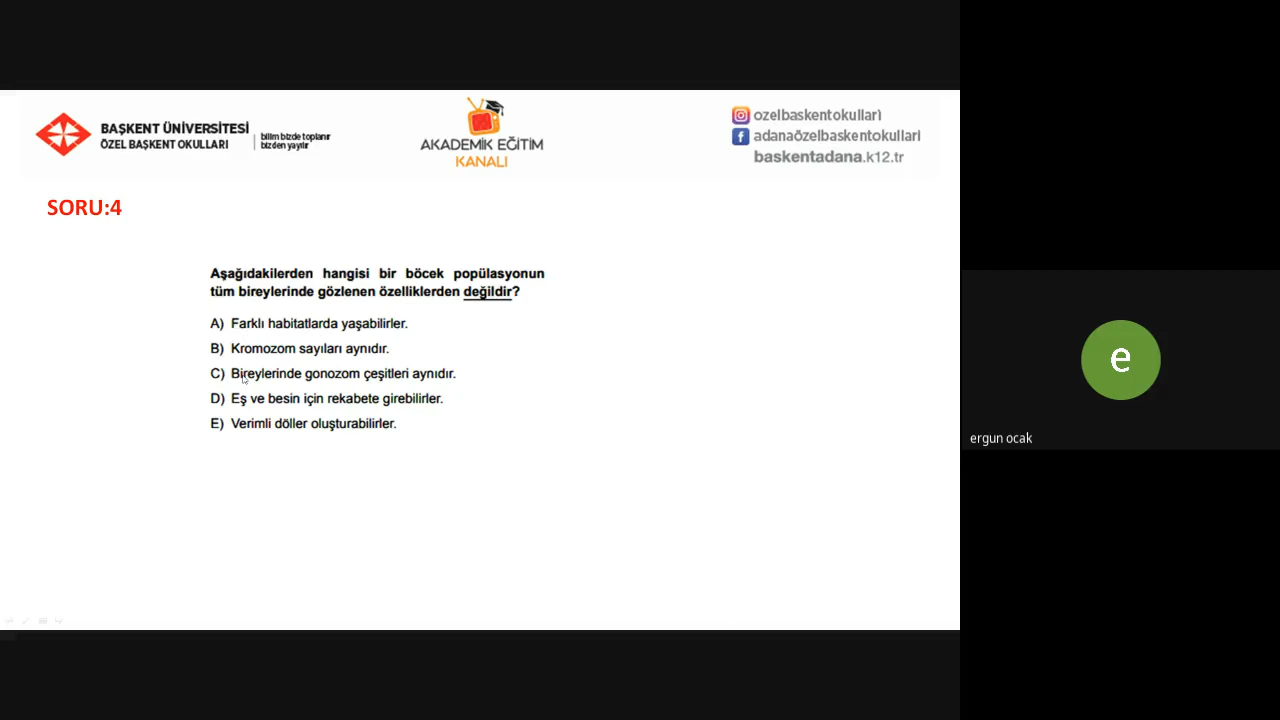 BAŞKENT ÜNİVERSİTESİ
ÖZEL BAŞKENT OKULLARI
bilim bizde toplanır
bizden yayılır
AKADEMİK EĞİTİM
KANALI
ozelbaskentokullari
adanaözelbaskentokullari
baskentadana.k12.tr
SORU:4
Aşağıdakilerden hangisi bir böcek popülasyonun
tüm bireylerinde gözlenen özelliklerden değildir?
A) Farklı habitatlarda yaşabilirler.
B) Kromozom sayıları aynıdır.
C) Bireylerinde gonozom çeşitleri aynıdır.
D) Eş ve besin için rekabete girebilirler.
E) Verimli döller oluşturabilirler.
e
ergun ocak